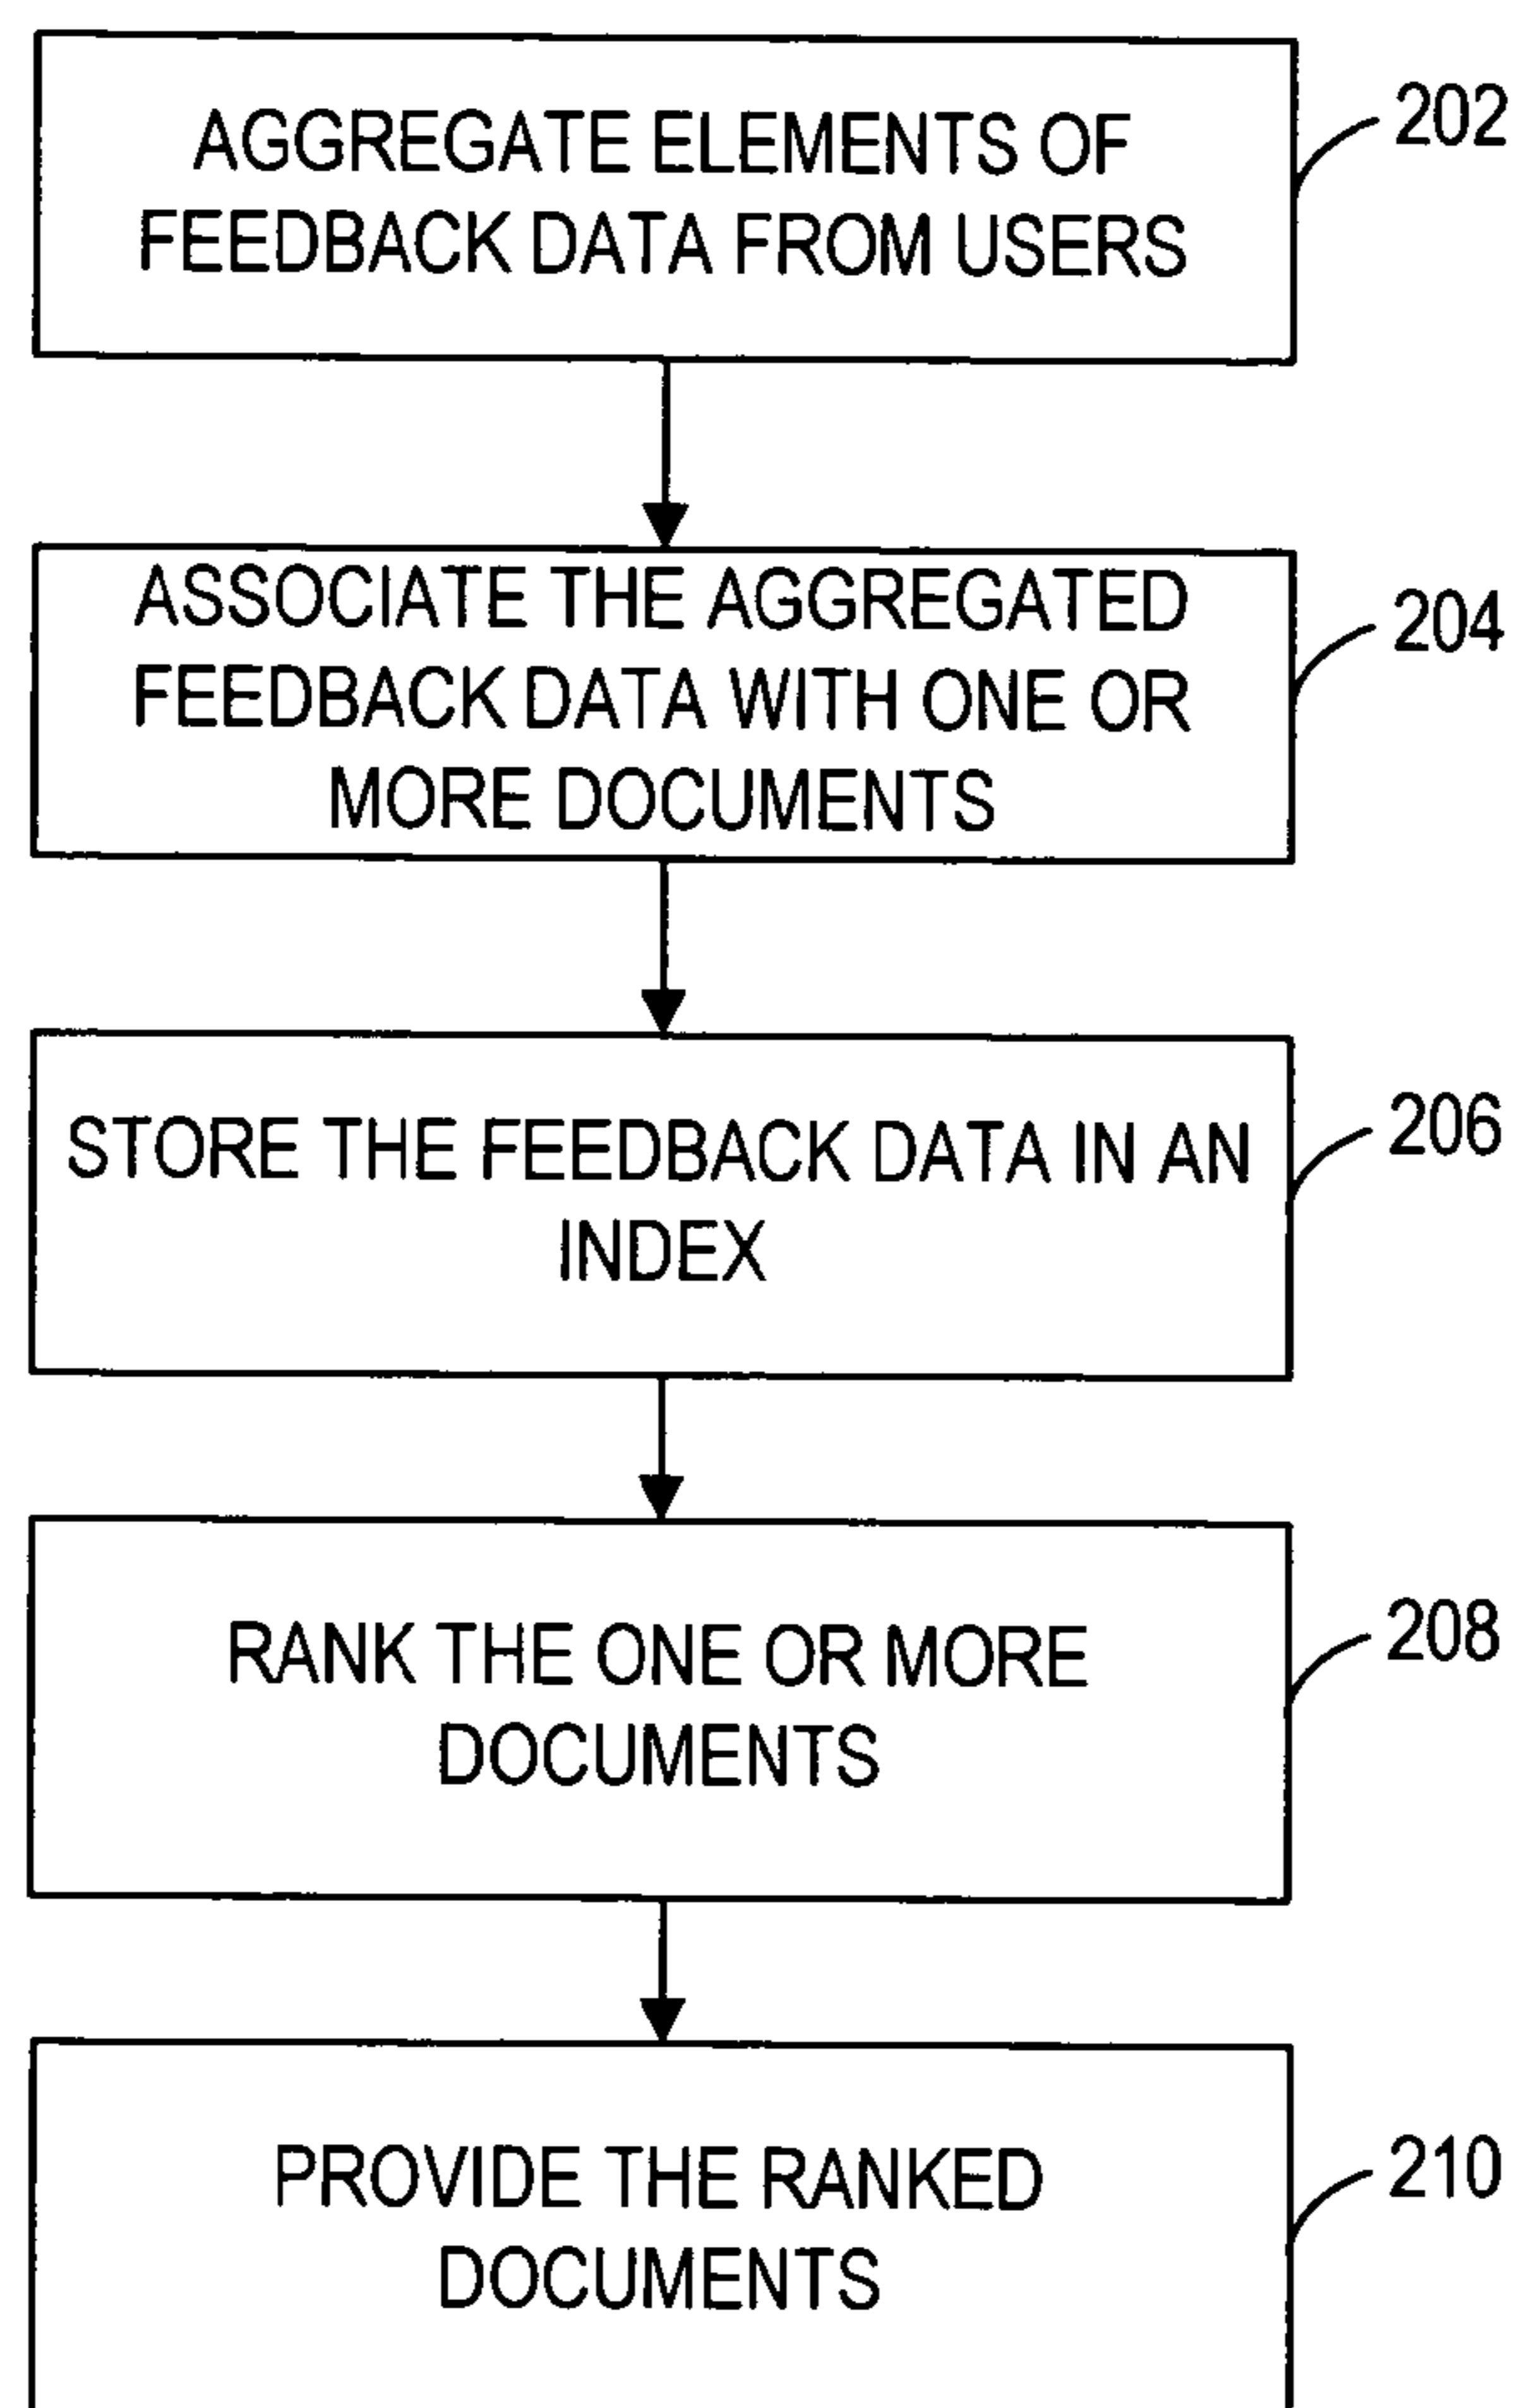 AGGREGATE ELEMENTS OF
FEEDBACK DATA FROM USERS
202
ASSOCIATE THE AGGREGATED
FEEDBACK DATA WITH ONE OR
MORE DOCUMENTS
204
STORE THE FEEDBACK DATA IN AN
INDEX
206
RANK THE ONE OR MORE
DOCUMENTS
208
PROVIDE THE RANKED
DOCUMENTS
210